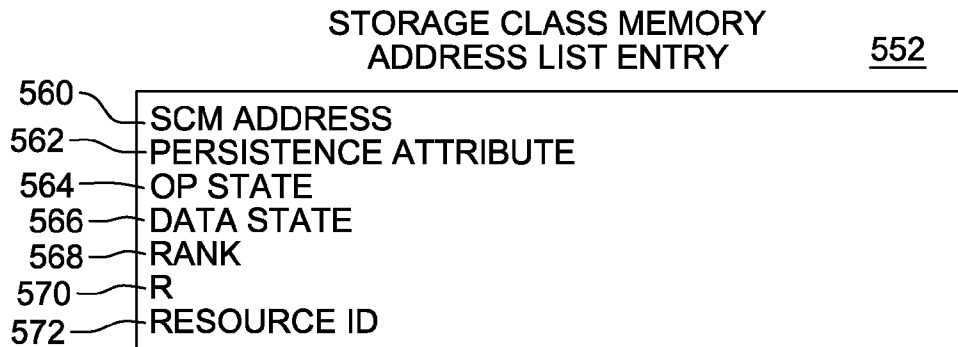 STORAGE CLASS MEMORY
ADDRESS LIST ENTRY 552
560 SCM ADDRESS
562 PERSISTENCE ATTRIBUTE
564 OP STATE
566 DATA STATE
568 RANK
570 R
572 RESOURCE ID